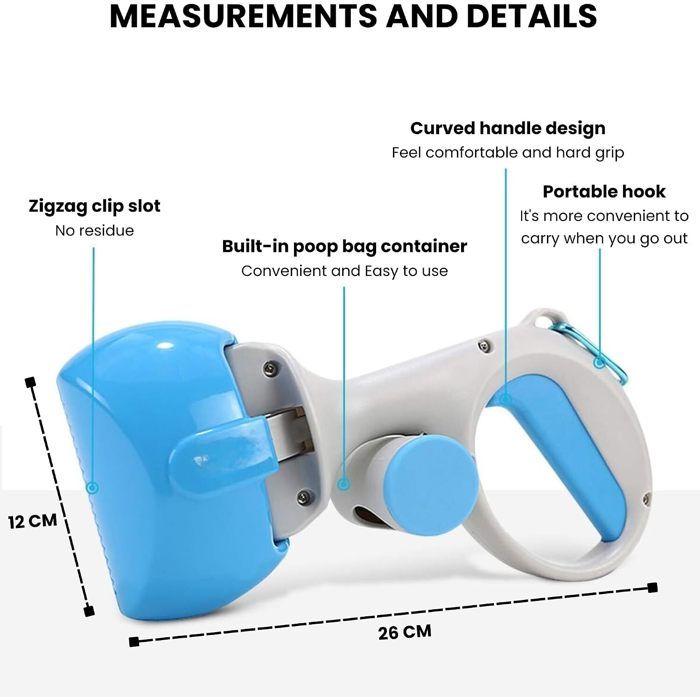 MEASUREMENTS AND DETAILS
Curved handle design
Feel comfortable and hard grip
Portable hook
It's more convenient to
carry when you go out
Zigzag clip slot
No residue
Built-in poop bag container
Convenient and Easy to use
12 CM
26 CM